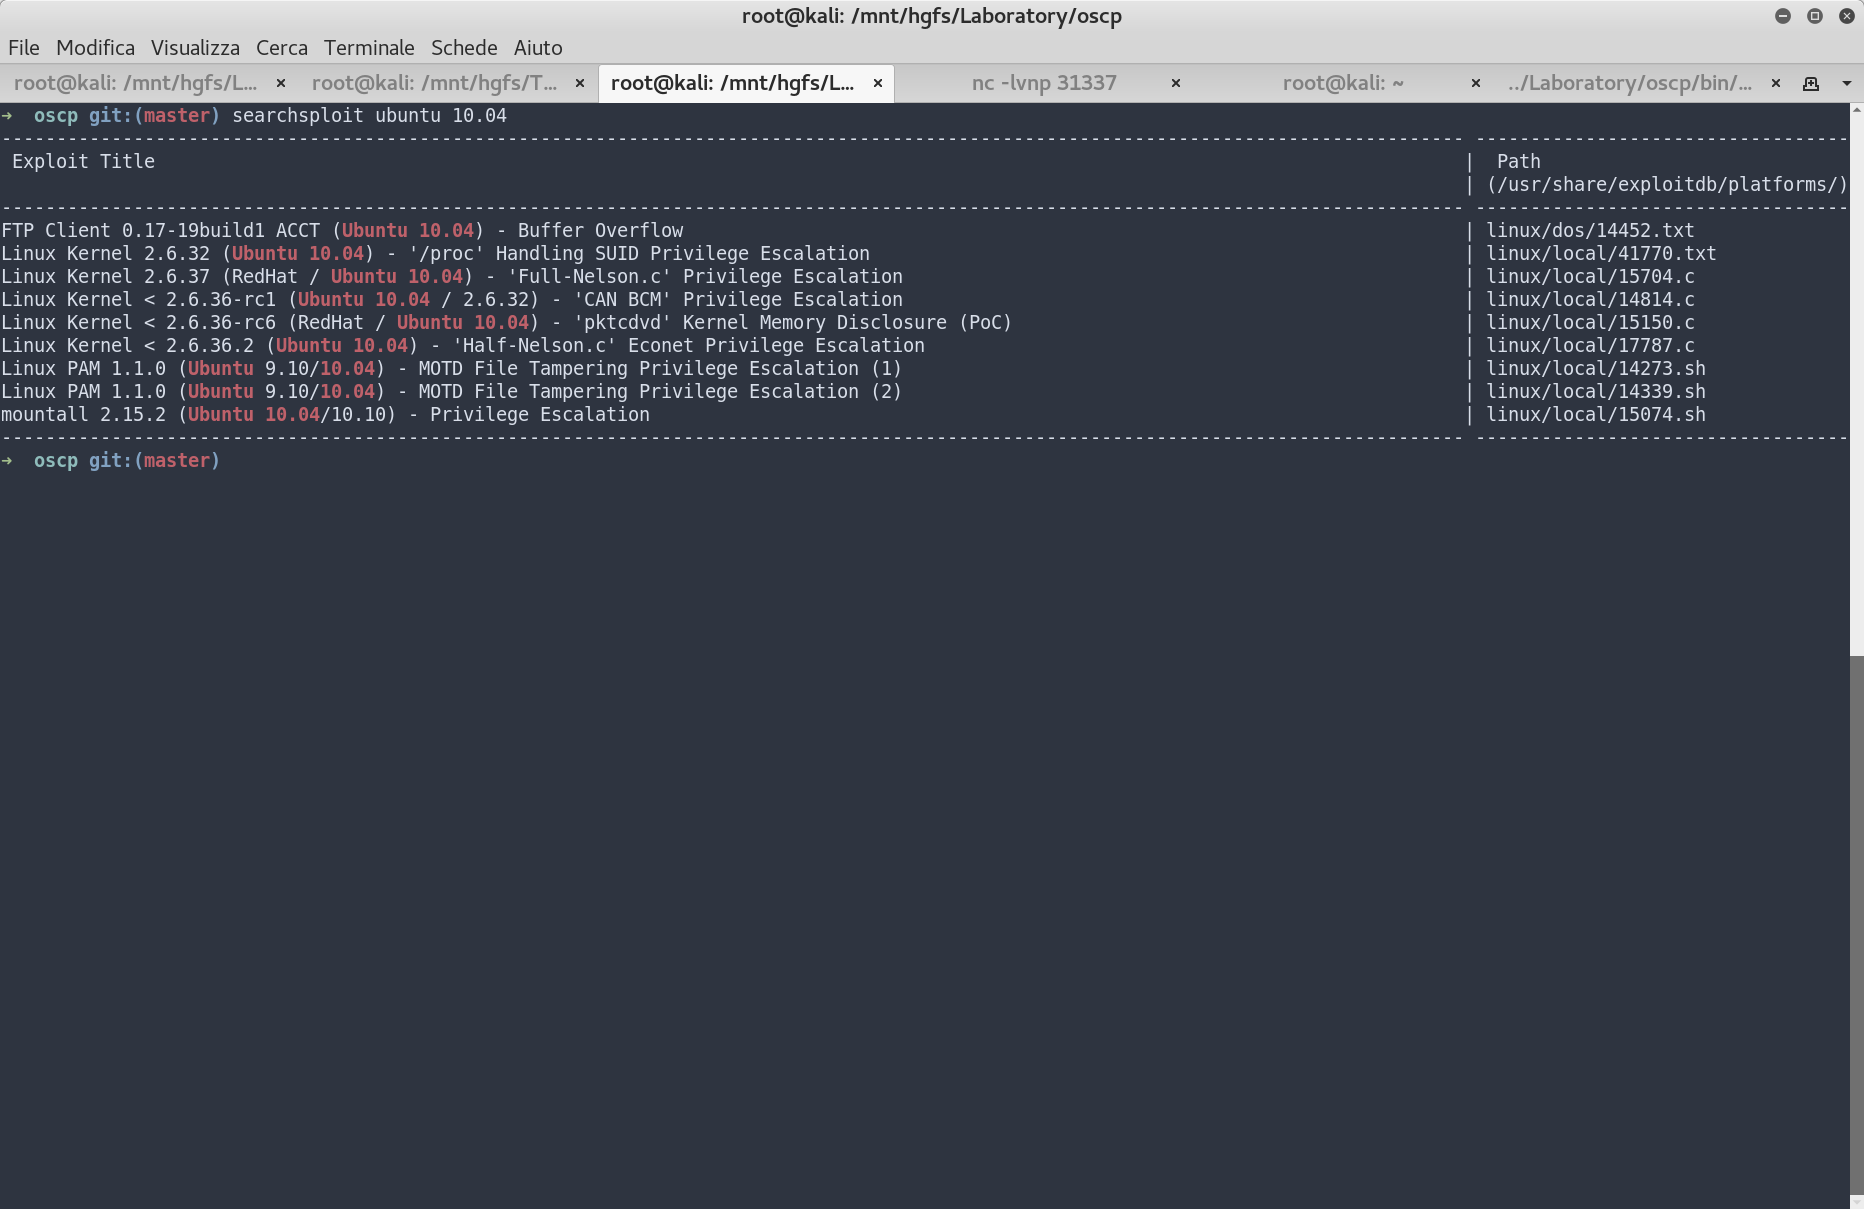 root@kali: /mnt/hgfs/Laboratory/oscp
File Modifica Visualizza Cerca Terminale Schede Aiuto
root@kali: /mnt/hgfs/L... × root@kali: /mnt/hgfs/T... × root@kali: /mnt/hgfs/L... × nc -lvnp 31337 × root@kali: ~ × ../Laboratory/oscp/bin/... ×
→ oscp git:(master) searchsploit ubuntu 10.04
Exploit Title | Path
| (/usr/share/exploitdb/platforms/)
FTP Client 0.17-19build1 ACCT (Ubuntu 10.04) - Buffer Overflow | linux/dos/14452.txt
Linux Kernel 2.6.32 (Ubuntu 10.04) - '/proc' Handling SUID Privilege Escalation | linux/local/41770.txt
Linux Kernel 2.6.37 (RedHat / Ubuntu 10.04) - 'Full-Nelson.c' Privilege Escalation | linux/local/15704.c
Linux Kernel < 2.6.36-rc1 (Ubuntu 10.04 / 2.6.32) - 'CAN BCM' Privilege Escalation | linux/local/14814.c
Linux Kernel < 2.6.36-rc6 (RedHat / Ubuntu 10.04) - 'pktcdvd' Kernel Memory Disclosure (PoC) | linux/local/15150.c
Linux Kernel < 2.6.36.2 (Ubuntu 10.04) - 'Half-Nelson.c' Econet Privilege Escalation | linux/local/17787.c
Linux PAM 1.1.0 (Ubuntu 9.10/10.04) - MOTD File Tampering Privilege Escalation (1) | linux/local/14273.sh
Linux PAM 1.1.0 (Ubuntu 9.10/10.04) - MOTD File Tampering Privilege Escalation (2) | linux/local/14339.sh
mountall 2.15.2 (Ubuntu 10.04/10.10) - Privilege Escalation | linux/local/15074.sh
→ oscp git:(master)